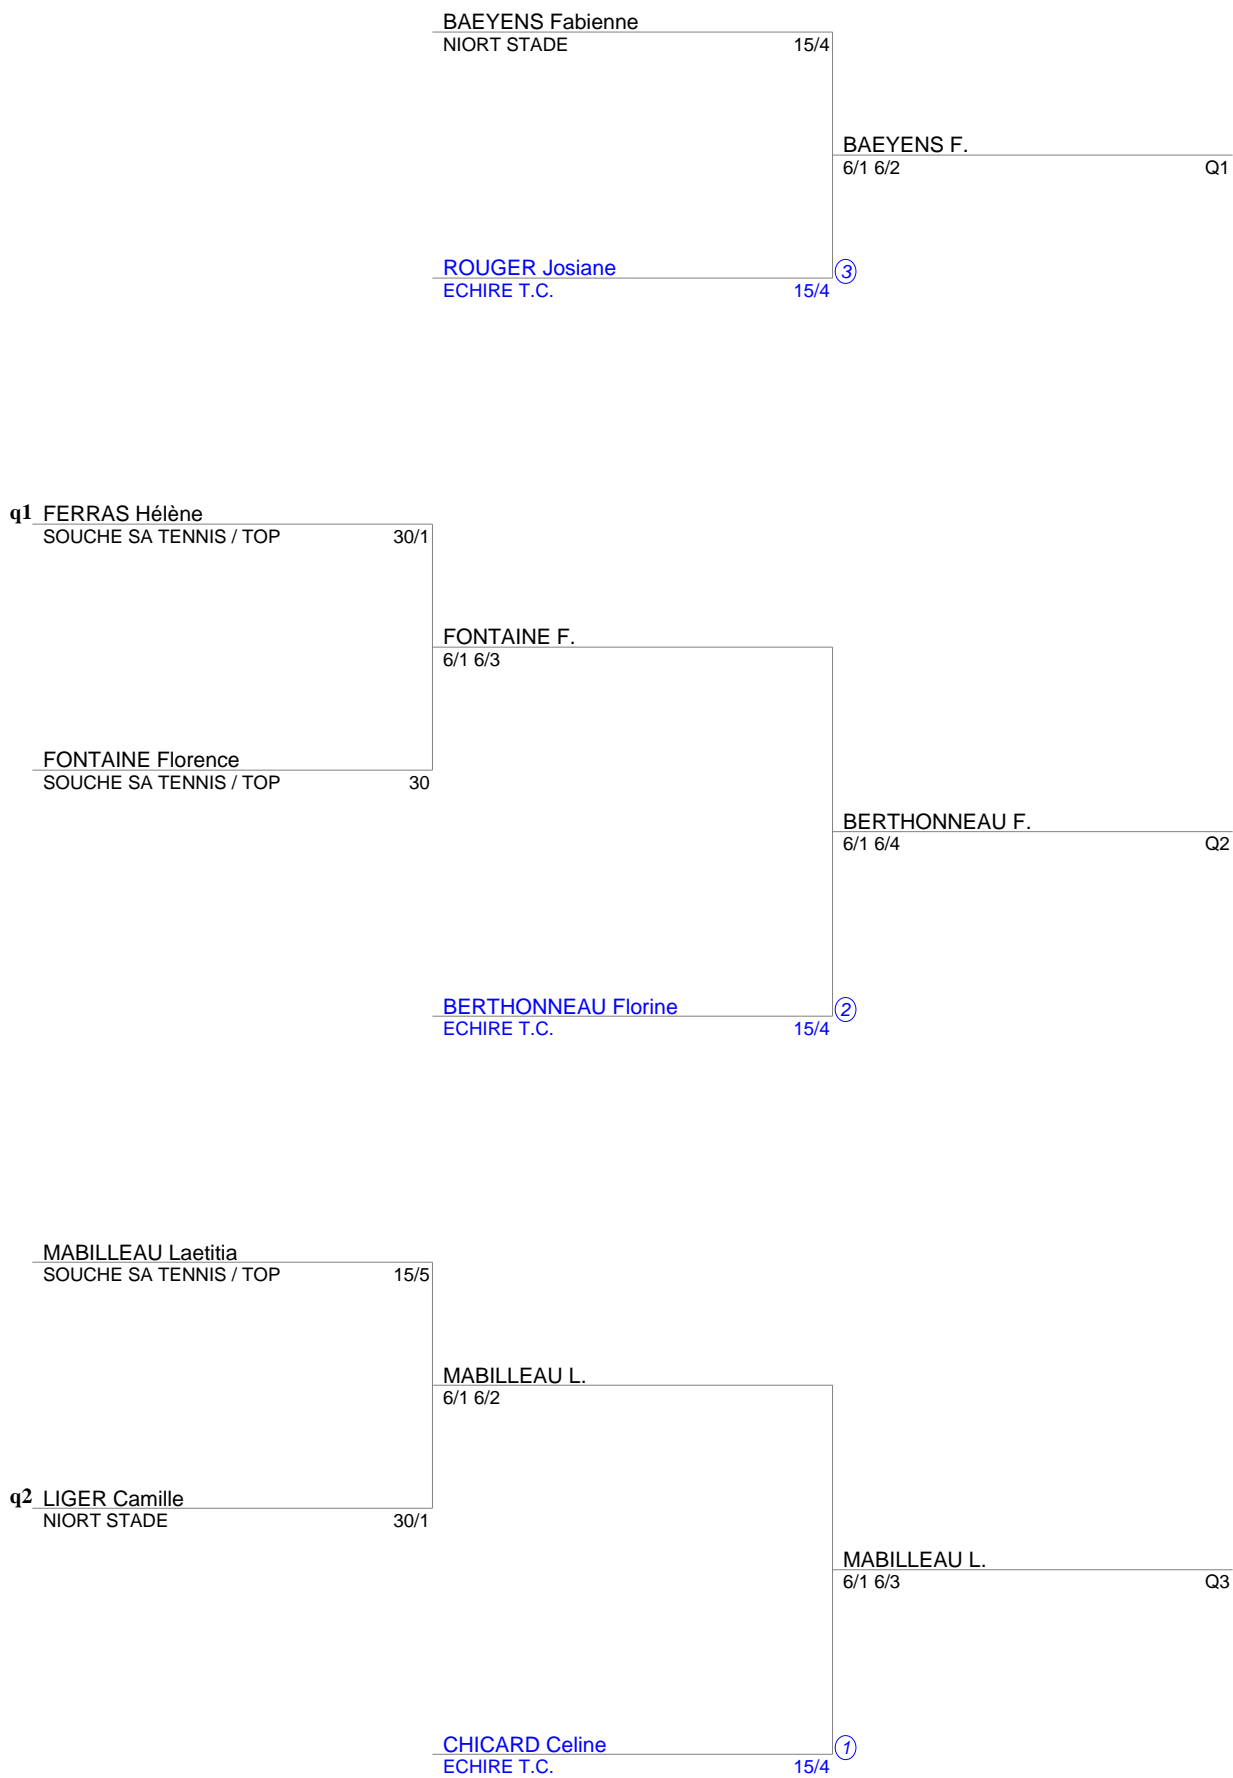 BAEYENS Fabienne
NIORT STADE 15/4
BAEYENS F.
6/1 6/2 Q1
ROUGER Josiane 3
ECHIRE T.C. 15/4
q1 FERRAS Hélène
SOUCHE SA TENNIS / TOP 30/1
FONTAINE F.
6/1 6/3
FONTAINE Florence
SOUCHE SA TENNIS / TOP 30
BERTHONNEAU F.
6/1 6/4 Q2
BERTHONNEAU Florine 2
ECHIRE T.C. 15/4
MABILLEAU Laetitia
SOUCHE SA TENNIS / TOP 15/5
MABILLEAU L.
6/1 6/2
q2 LIGER Camille
NIORT STADE 30/1
MABILLEAU L.
6/1 6/3 Q3
CHICARD Celine 1
ECHIRE T.C. 15/4